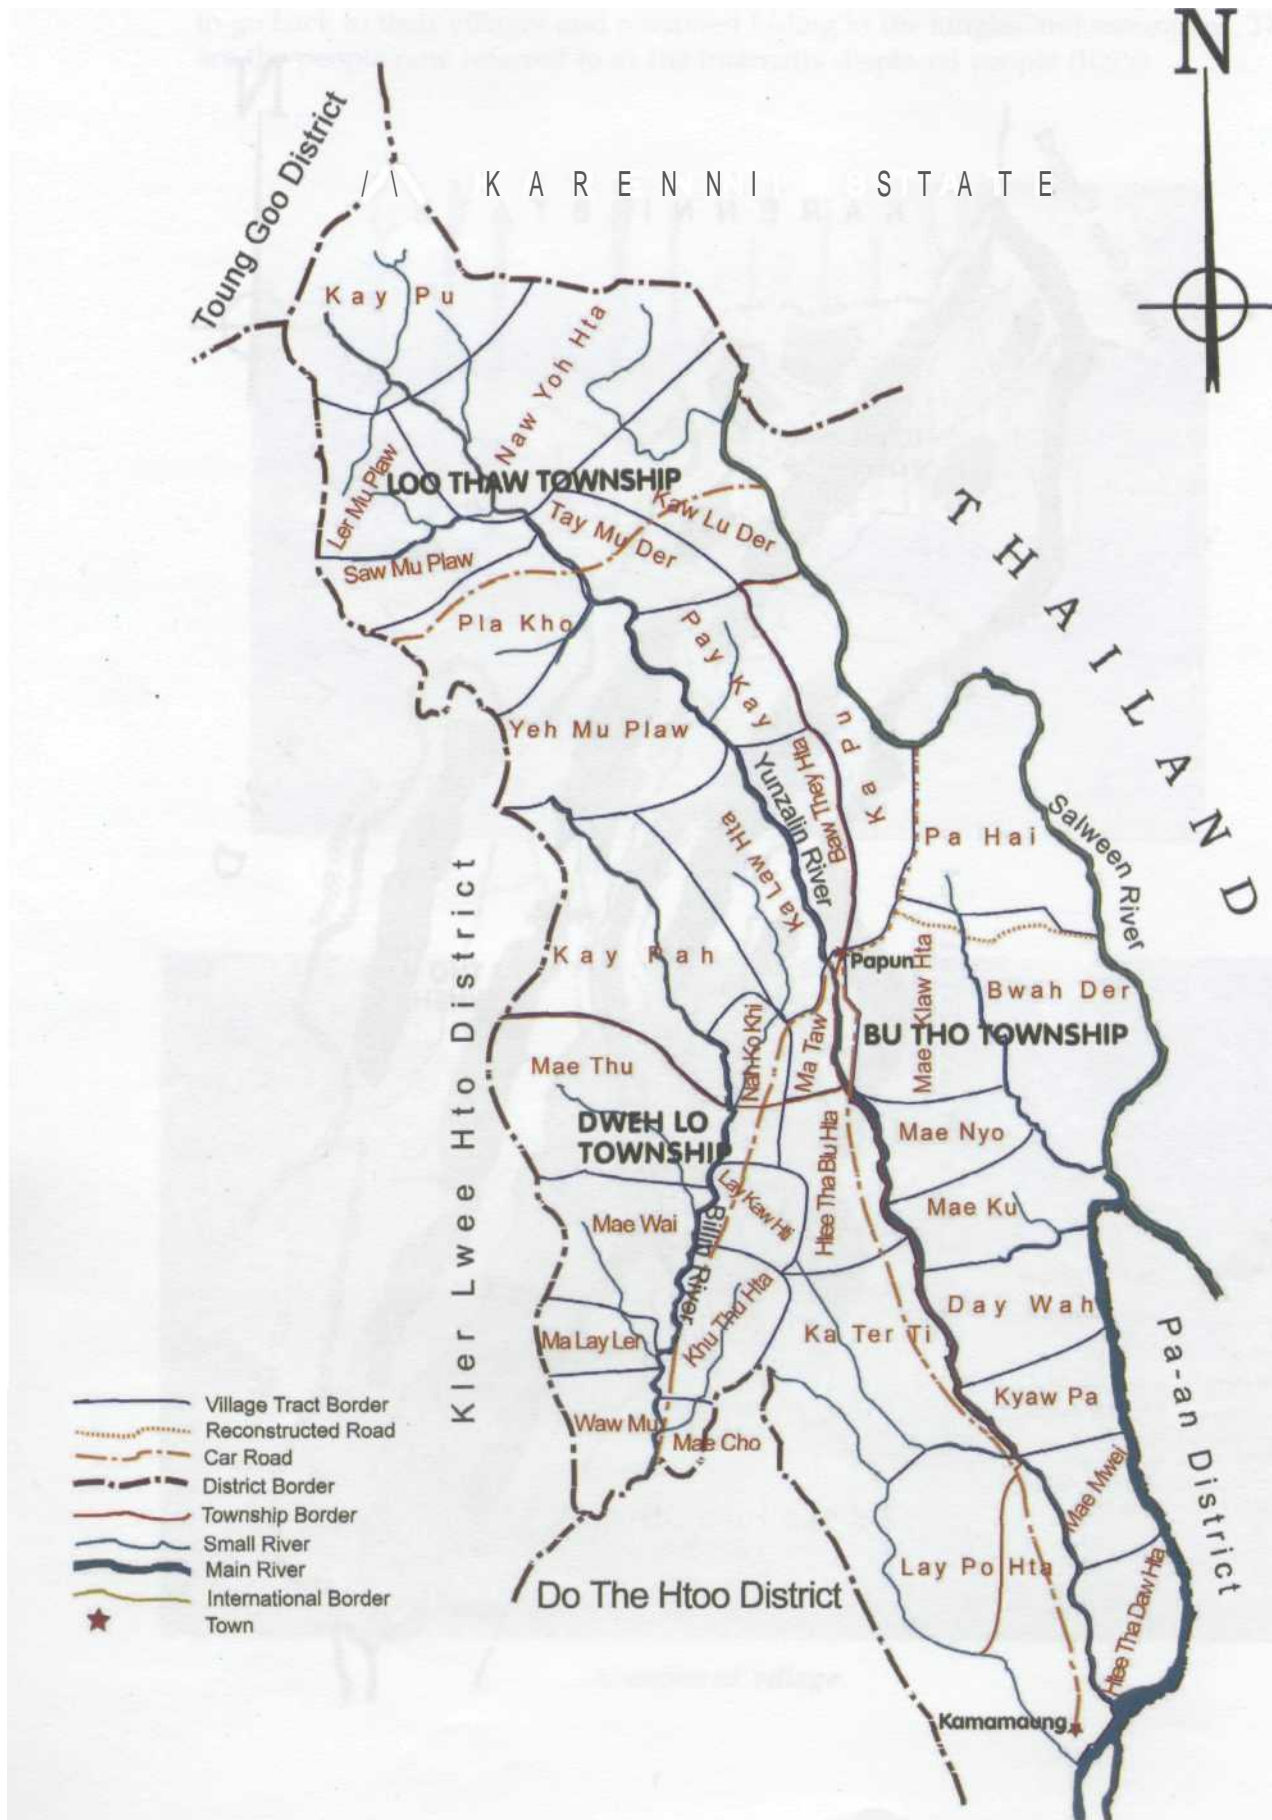 N
KARENNI STATE
Toung Goo District
Kay Pu
Naw Yoh Hta
Ler Mu Plaw
LOO THAW TOWNSHIP
Kaw Lu Der
Tay Mu Der
Saw Mu Plaw
Pla Kho
THAILAND
Pay Kay
Yeh Mu Plaw
Ka Pu
Baw They Hta
Yunzalin River
Ka Law Hta
Pa Hai
Salween River
Kay Pah
Papun
Mae Klaw Hta
Bwah Der
BU THO TOWNSHIP
Nah Ko Khi
Ma Taw
Kler Lwee Hto District
Mae Thu
DWEH LO
TOWNSHIP
Htee Tha Blu Hta
Mae Nyo
Lay Kaw Hti
Mae Wai
Billin River
Mae Ku
Khu Thu Hta
Day Wah
Ma Lay Ler
Ka Ter Ti
Pa-an District
Kyaw Pa
Waw Mu
Mae Cho
Mae Mwei
Lay Po Hta
Htee Tha Daw Hta
Do The Htoo District
Kamamaung
Village Tract Border
Reconstructed Road
Car Road
District Border
Township Border
Small River
Main River
International Border
Town